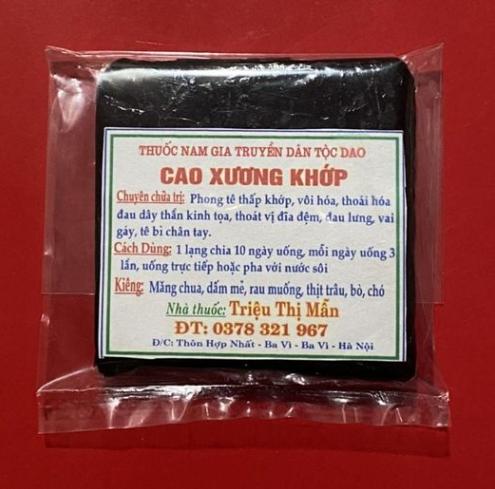 THUỐC NAM GIA TRUYỀN DÂN TỘC DAO
CAO XƯƠNG KHỚP
Chuyên chữa trị: Phong tê thấp khớp, vôi hóa, thoái hóa
đau dây thần kinh tọa, thoát vị đĩa đệm, đau lưng, vai
gáy, tê bì chân tay.
Cách Dùng: 1 lạng chia 10 ngày uống, mỗi ngày uống 3
lần, uống trực tiếp hoặc pha với nước sôi
Kiêng: Măng chua, dấm mẻ, rau muống, thịt trâu, bò, chó
Nhà thuốc: Triệu Thị Mẫn
ĐT: 0378 321 967
Đ/C: Thôn Hợp Nhất - Ba Vì - Ba Vì - Hà Nội